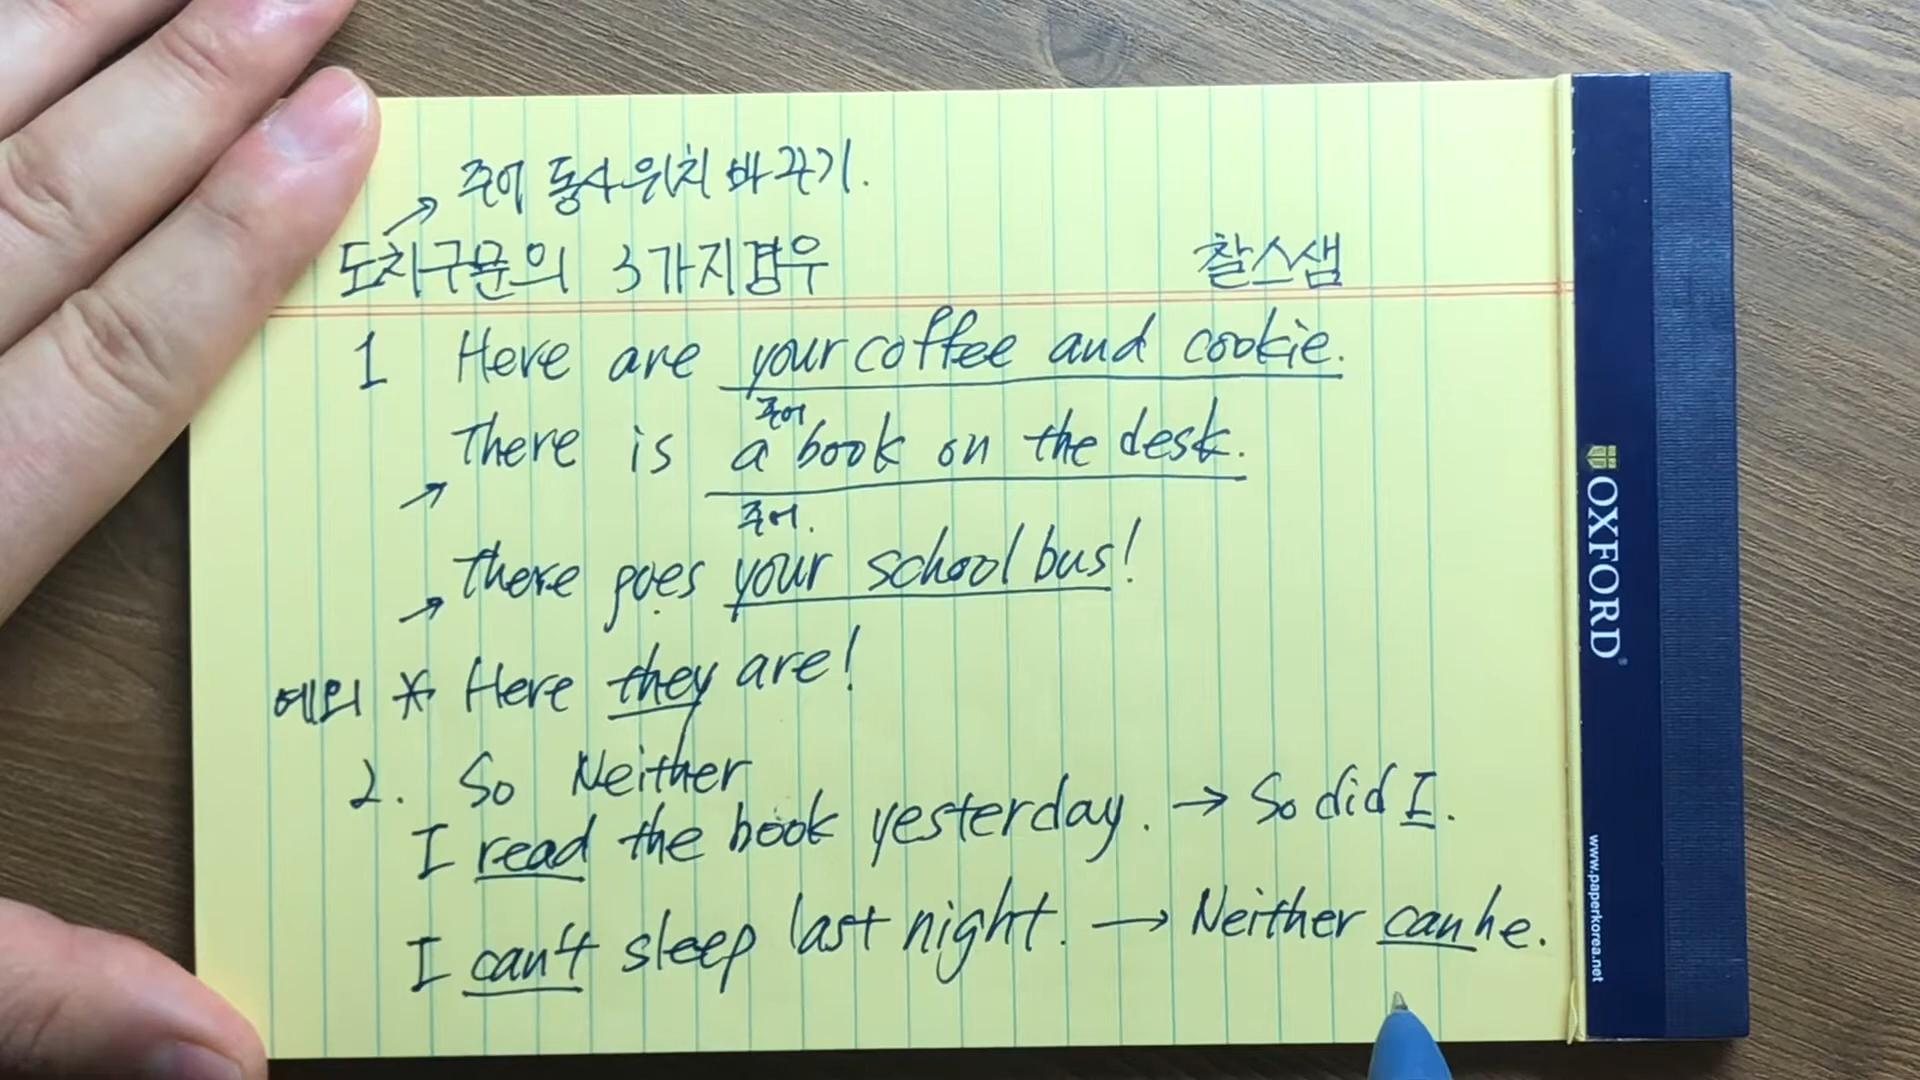 주어 동사 위치 바꾸기.
도치구문의 3가지경우 찰스샘
1 Here are your coffee and cookie.
주어
There is a book on the desk.
주어.
there goes your school bus!
예외 * Here they are!
2. So Neither
I read the book yesterday. → So did I.
I can't sleep last night. → Neither can he.
OXFORD
www.paperkorea.net